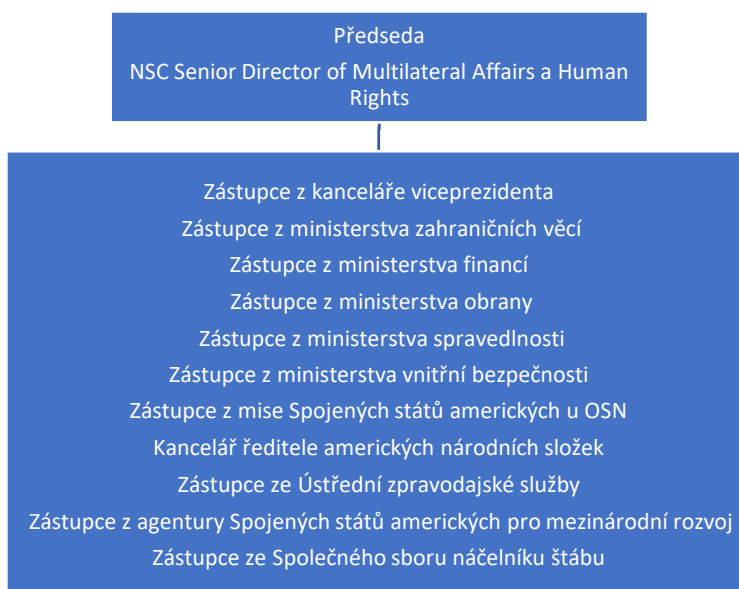 Předseda
NSC Senior Director of Multilateral Affairs a Human
Rights
Zástupce z kanceláře viceprezidenta
Zástupce z ministerstva zahraničních věcí
Zástupce z ministerstva financí
Zástupce z ministerstva obrany
Zástupce z ministerstva spravedlnosti
Zástupce z ministerstva vnitřní bezpečnosti
Zástupce z mise Spojených států amerických u OSN
Kancelář ředitele amerických národních složek
Zástupce ze Ústřední zpravodajské služby
Zástupce z agentury Spojených států amerických pro mezinárodní rozvoj
Zástupce ze Společného sboru náčelníku štábu